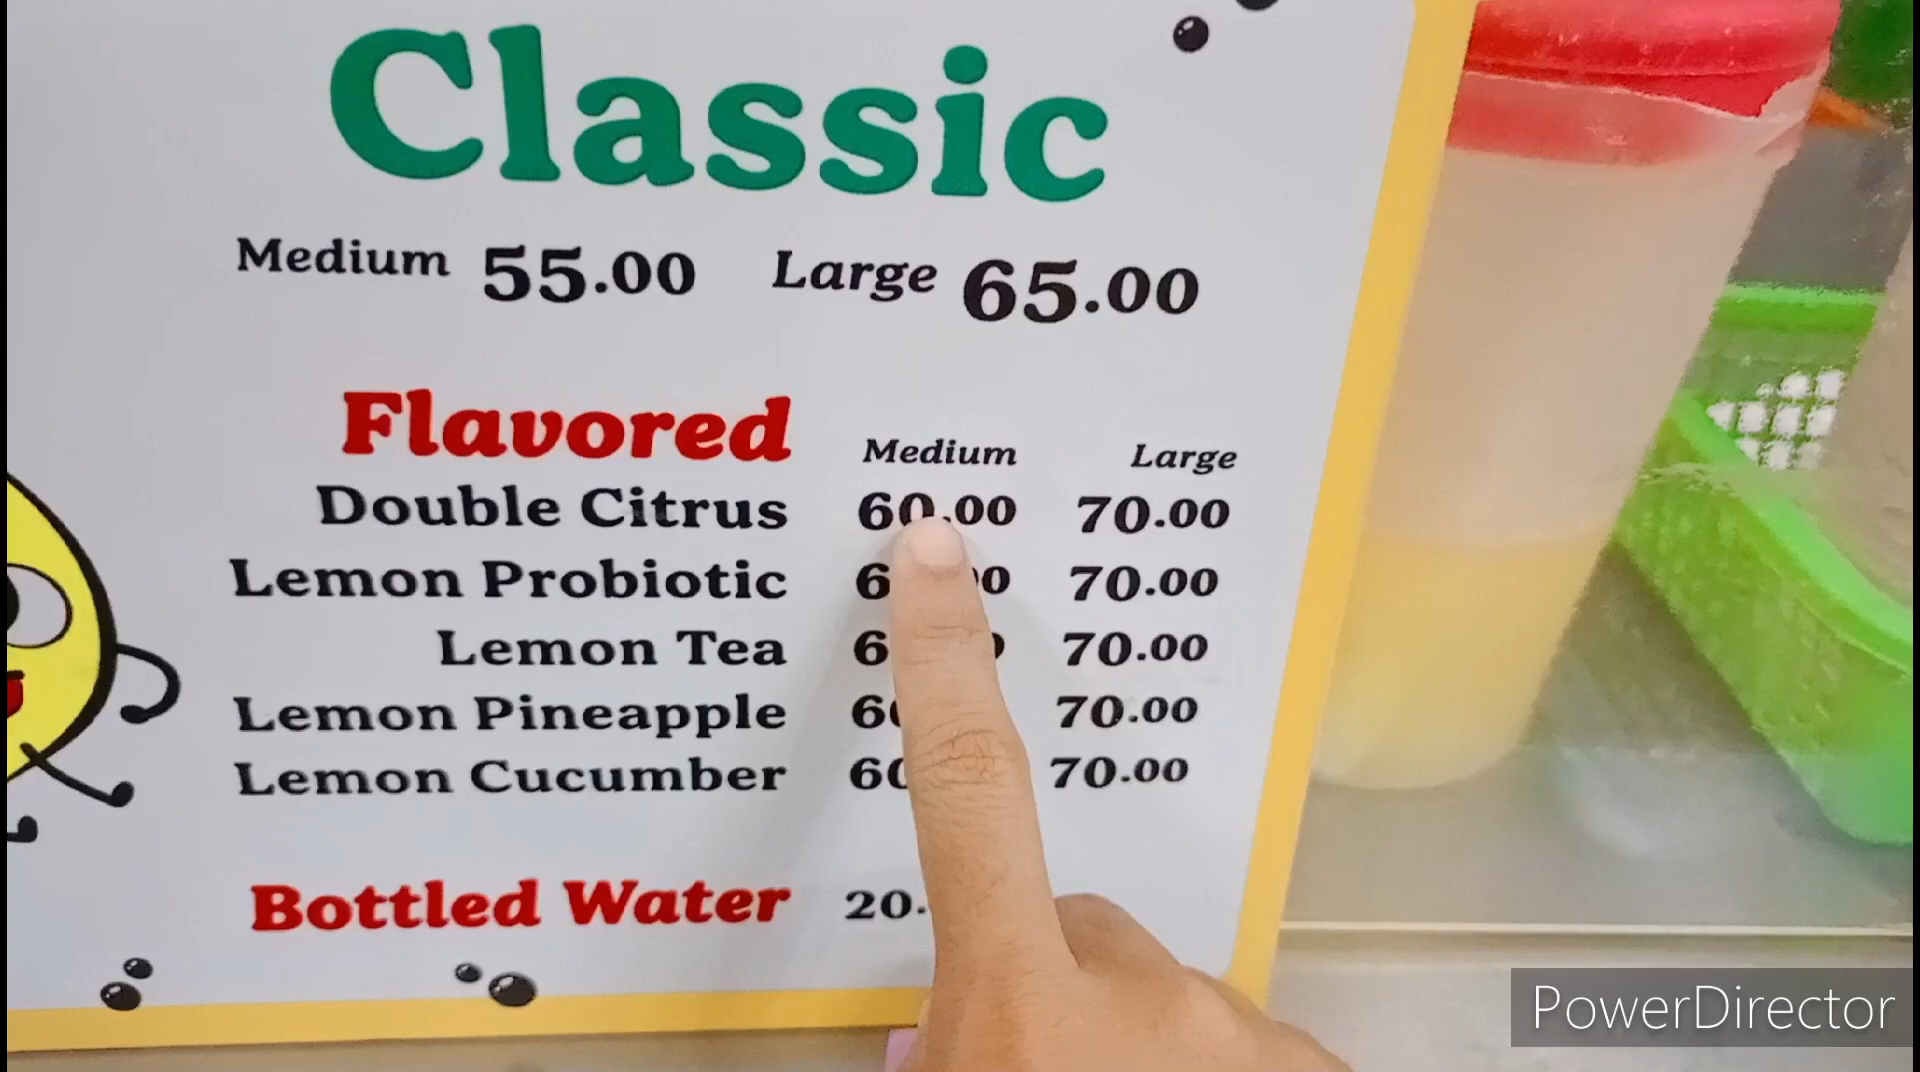 Classic
Medium 55.00 Large 65.00
Flavored Medium Large
Double Citrus 60.00 70.00
Lemon Probiotic 70.00
Lemon Tea 70.00
Lemon Pineapple 70.00
Lemon Cucumber 70.00
Bottled Water 20.
PowerDirector